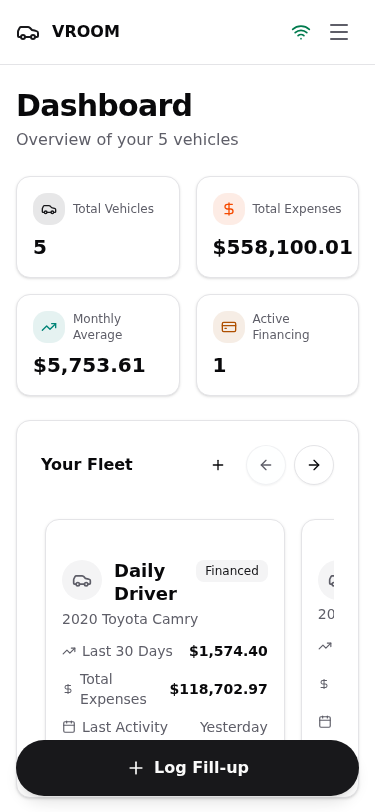 VROOM
Dashboard
Overview of your 5 vehicles
Total Vehicles
5
Total Expenses
$558,100.01
Monthly
Average
$5,753.61
Active
Financing
1
Your Fleet
Daily
Driver
Financed
2020 Toyota Camry
Last 30 Days $1,574.40
Total
Expenses $118,702.97
Last Activity Yesterday
20
Log Fill-up